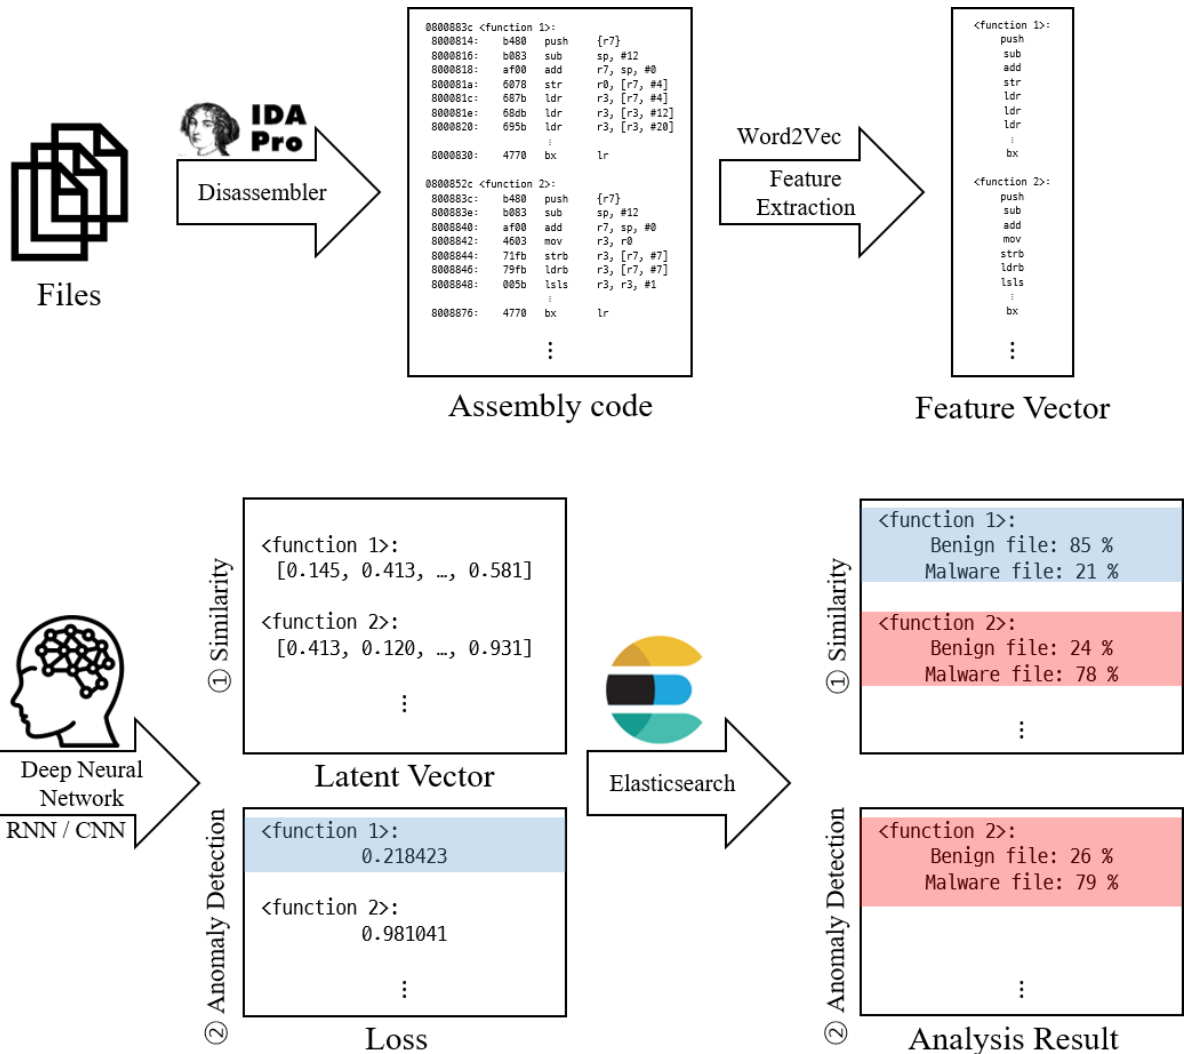 Files
IDA
Pro
Disassembler
0800883c <function 1>:
8000814: b480 push {r7}
8000816: b083 sub sp, #12
8000818: af00 add r7, sp, #0
800081a: 6078 str r0, [r7, #4]
800081c: 687b ldr r3, [r7, #4]
800081e: 68db ldr r3, [r3, #12]
8000820: 695b ldr r3, [r3, #20]
⋮
8000830: 4770 bx lr
0800852c <function 2>:
800883c: b480 push {r7}
800883e: b083 sub sp, #12
8008840: af00 add r7, sp, #0
8008842: 4603 mov r3, r0
8008844: 71fb strb r3, [r7, #7]
8008846: 79fb ldrb r3, [r7, #7]
8008848: 005b lsls r3, r3, #1
⋮
8008876: 4770 bx lr
⋮
Assembly code
Word2Vec
Feature
Extraction
<function 1>:
push
sub
add
str
ldr
ldr
ldr
⋮
bx
<function 2>:
push
sub
add
mov
strb
ldrb
lsls
⋮
bx
⋮
Feature Vector
Deep Neural
Network
RNN / CNN
① Similarity
<function 1>:
[0.145, 0.413, …, 0.581]
<function 2>:
[0.413, 0.120, …, 0.931]
⋮
Latent Vector
② Anomaly Detection
<function 1>:
0.218423
<function 2>:
0.981041
⋮
Loss
Elasticsearch
① Similarity
<function 1>:
Benign file: 85 %
Malware file: 21 %
<function 2>:
Benign file: 24 %
Malware file: 78 %
⋮
② Anomaly Detection
<function 2>:
Benign file: 26 %
Malware file: 79 %
⋮
Analysis Result